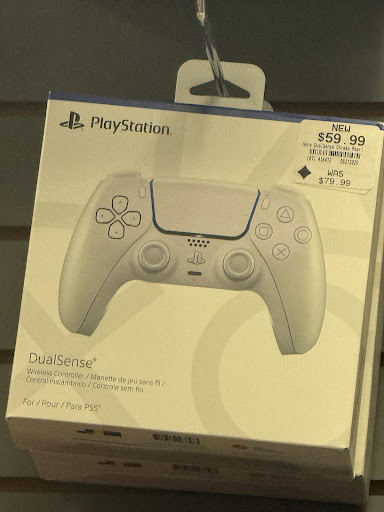 PlayStation®
NEW
$59.99
WAS
$79.99
DualSense®
Wireless Controller / Manette de jeu sans fil /
Control inalámbrico / Controle sem fio
For / Pour / Para PS5®